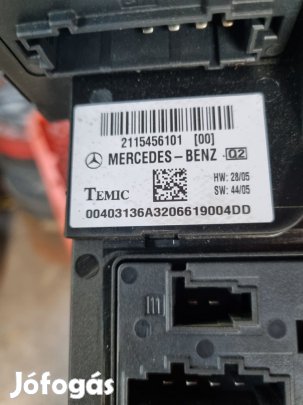 2115456101 [00]
MERCEDES-BENZ 02
HW: 28/05
SW: 44/05
TEMIC
00403136A3206619004DD
Jófogás